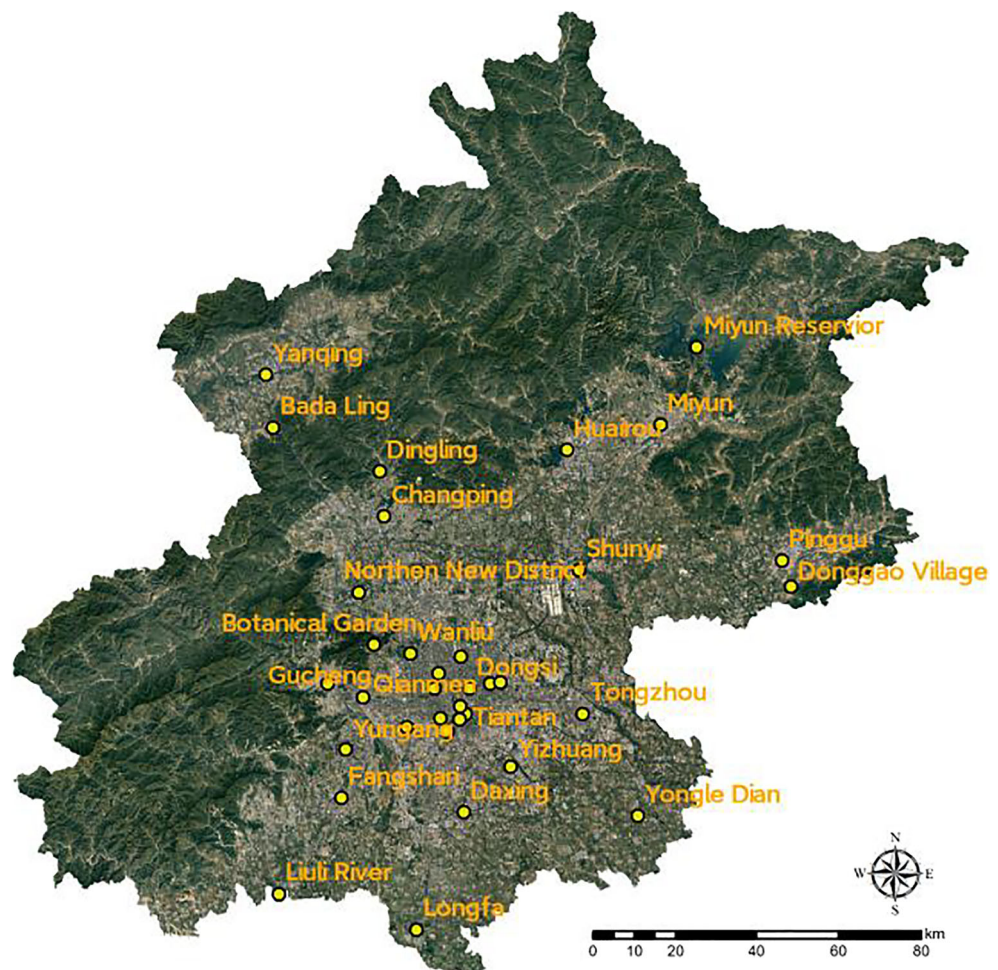 Miyun Reservior
Yanqing
Bada Ling
Miyun
Huairou
Dingling
Changping
Shunyi
Pinggu
Northen New District
Donggao Village
Botanical Garden
Wanliu
Dongsi
Gucheng
Qianmen
Tongzhou
Tiantan
Yungang
Yizhuang
Fangshan
Daxing
Yongle Dian
Liuli River
Longfa
N
W E
S
km
0 10 20 40 60 80